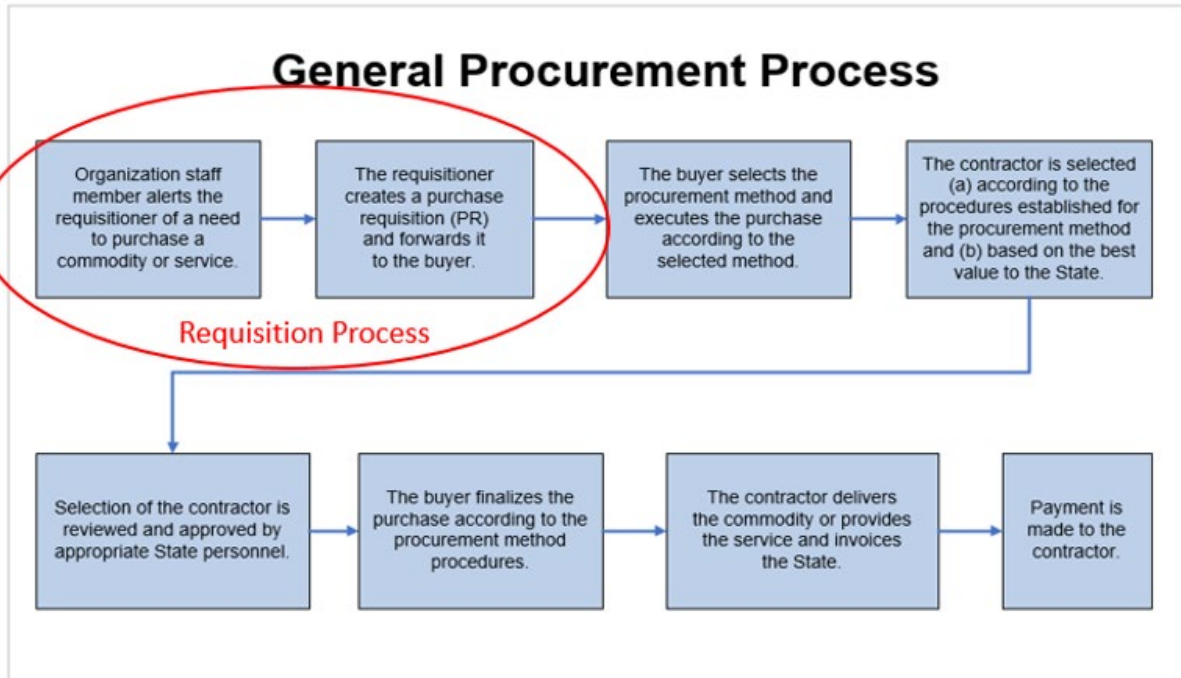 General Procurement Process
Organization staff
member alerts the
requisitioner of a need
to purchase a
commodity or service.
The requisitioner
creates a purchase
requisition (PR)
and forwards it
to the buyer.
The buyer selects the
procurement method and
executes the purchase
according to the
selected method.
The contractor is selected
(a) according to the
procedures established for
the procurement method
and (b) based on the best
value to the State.
Requisition Process
Selection of the contractor is
reviewed and approved by
appropriate State personnel.
The buyer finalizes the
purchase according to the
procurement method
procedures.
The contractor delivers
the commodity or provides
the service and invoices
the State.
Payment is
made to the
contractor.